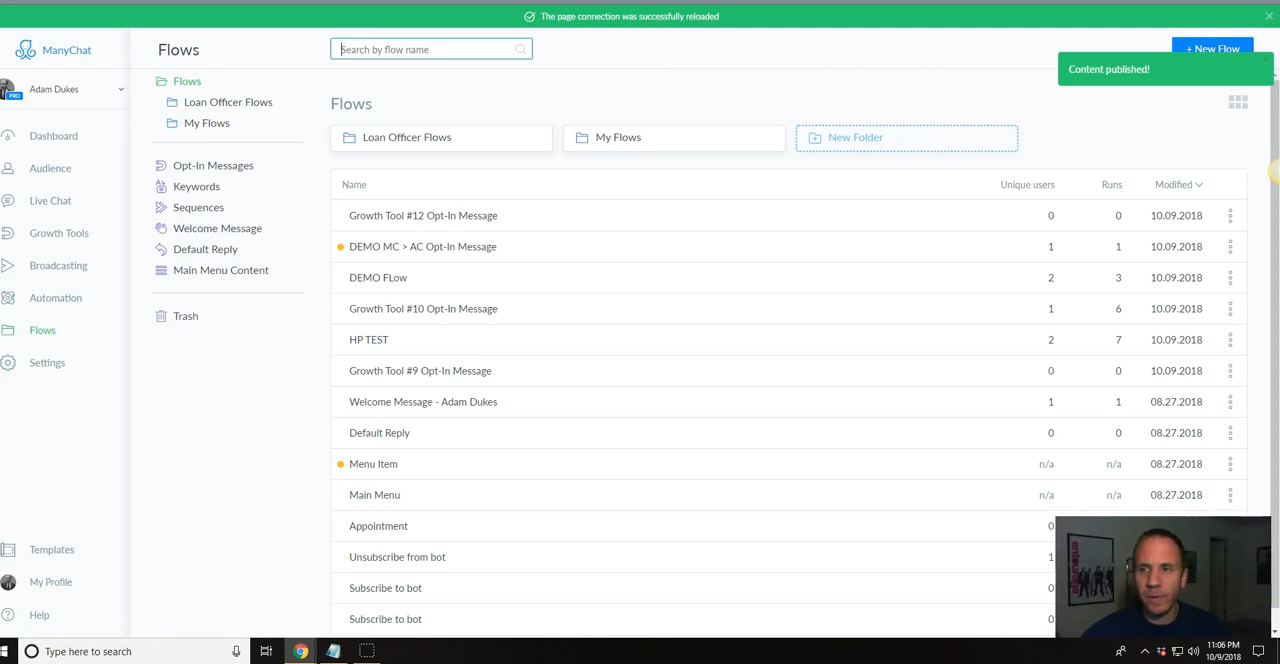 The page connection was successfully reloaded
ManyChat
Flows
Search by flow name
+ New Flow
Content published!
PRO
Adam Dukes
Dashboard
Audience
Live Chat
Growth Tools
Broadcasting
Automation
Flows
Settings
Templates
My Profile
Help
Flows
Loan Officer Flows
My Flows
Opt-In Messages
Keywords
Sequences
Welcome Message
Default Reply
Main Menu Content
Trash
Flows
Loan Officer Flows
My Flows
New Folder
Name Unique users Runs Modified
Growth Tool #12 Opt-In Message 0 0 10.09.2018
DEMO MC > AC Opt-In Message 1 1 10.09.2018
DEMO FLow 2 3 10.09.2018
Growth Tool #10 Opt-In Message 1 6 10.09.2018
HP TEST 2 7 10.09.2018
Growth Tool #9 Opt-In Message 0 0 10.09.2018
Welcome Message - Adam Dukes 1 1 08.27.2018
Default Reply 0 0 08.27.2018
Menu Item n/a n/a 08.27.2018
Main Menu n/a n/a 08.27.2018
Appointment 0
Unsubscribe from bot 1
Subscribe to bot 0
Subscribe to bot 0
Type here to search
11:06 PM
10/9/2018